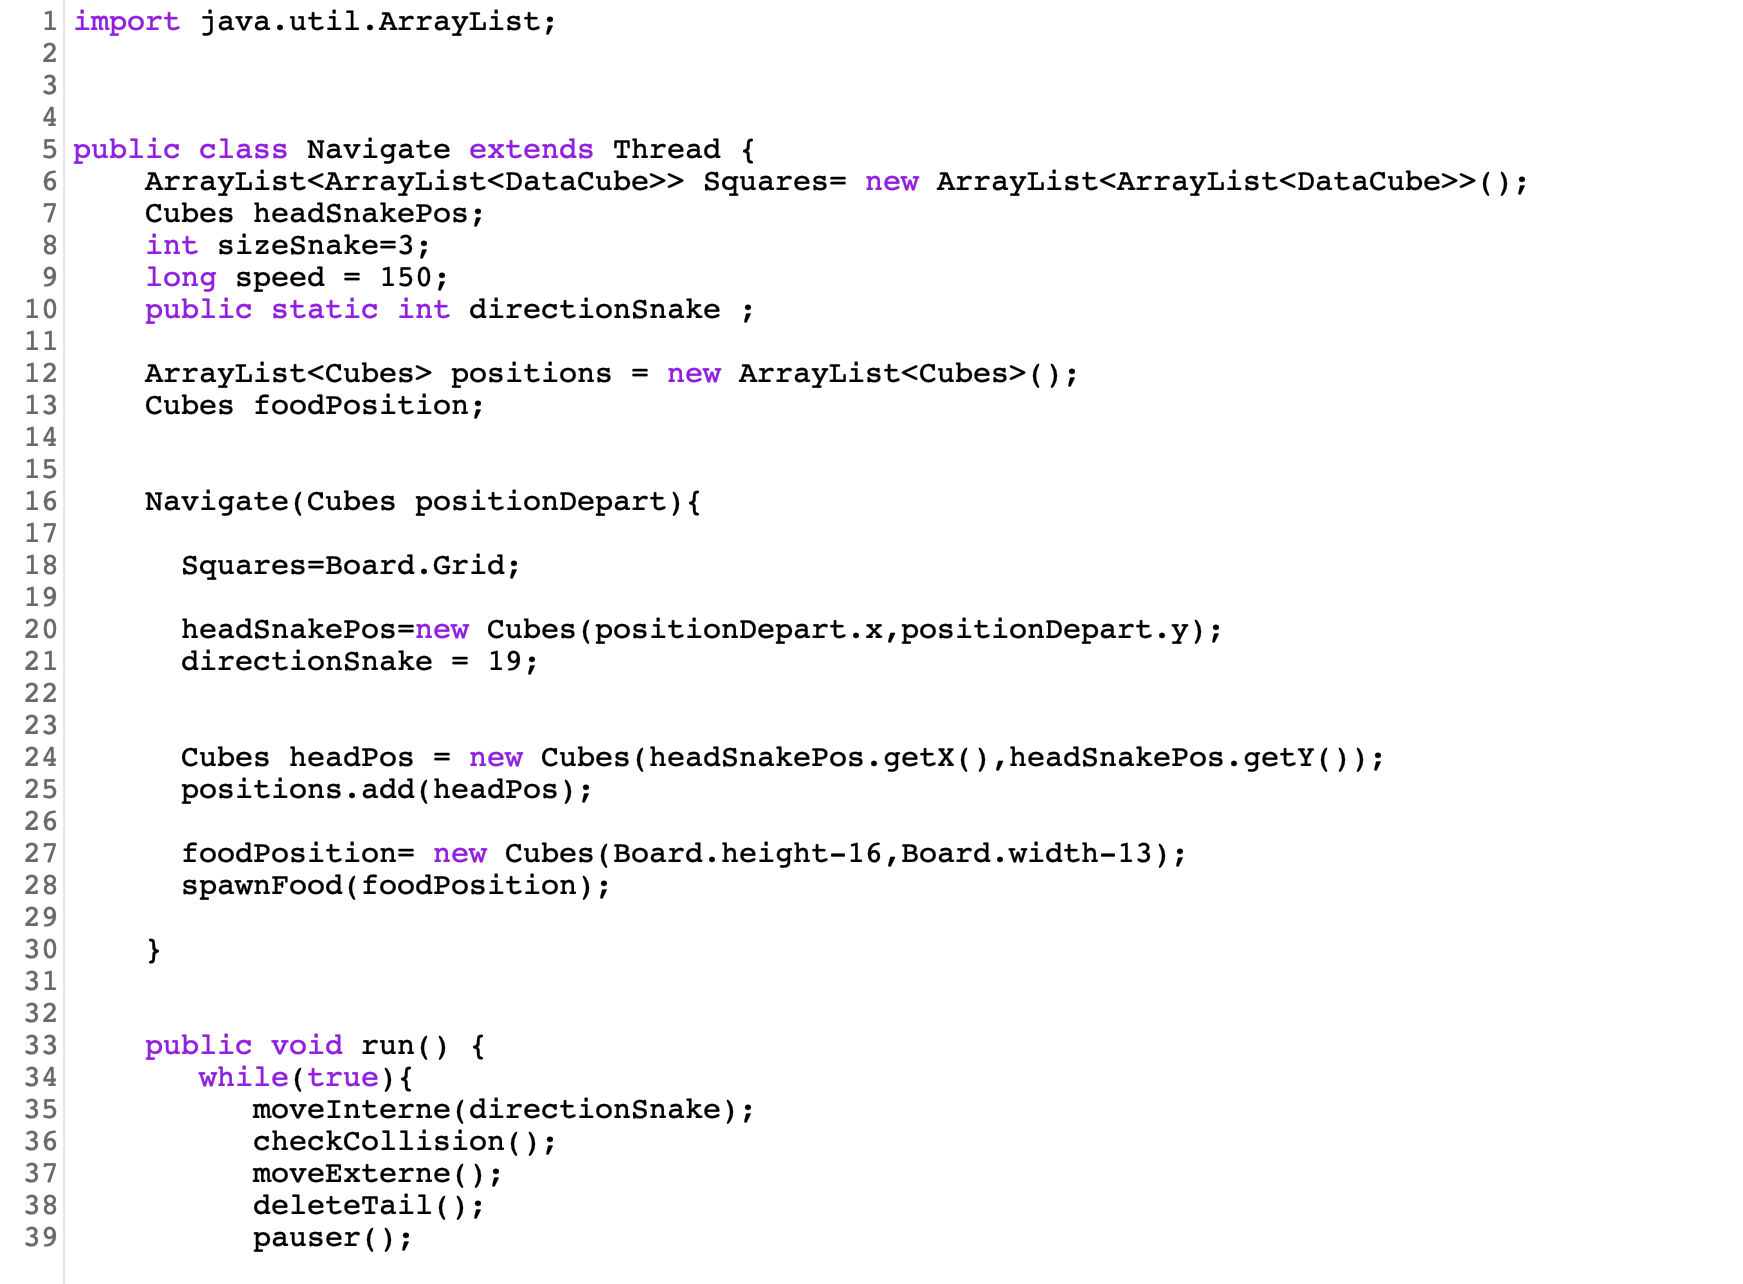 1 import java.util.ArrayList;
2
3
4
5 public class Navigate extends Thread {
6     ArrayList<ArrayList<DataCube>> Squares= new ArrayList<ArrayList<DataCube>>();
7     Cubes headSnakePos;
8     int sizeSnake=3;
9     long speed = 150;
10     public static int directionSnake ;
11
12     ArrayList<Cubes> positions = new ArrayList<Cubes>();
13     Cubes foodPosition;
14
15
16     Navigate(Cubes positionDepart){
17
18       Squares=Board.Grid;
19
20       headSnakePos=new Cubes(positionDepart.x,positionDepart.y);
21       directionSnake = 19;
22
23
24       Cubes headPos = new Cubes(headSnakePos.getX(),headSnakePos.getY());
25       positions.add(headPos);
26
27       foodPosition= new Cubes(Board.height-16,Board.width-13);
28       spawnFood(foodPosition);
29
30     }
31
32
33     public void run() {
34        while(true){
35           moveInterne(directionSnake);
36           checkCollision();
37           moveExterne();
38           deleteTail();
39           pauser();